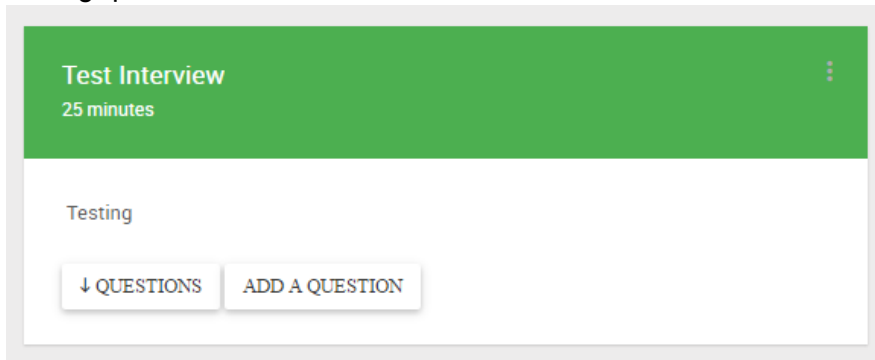 Test Interview
25 minutes
Testing
↓ QUESTIONS ADD A QUESTION